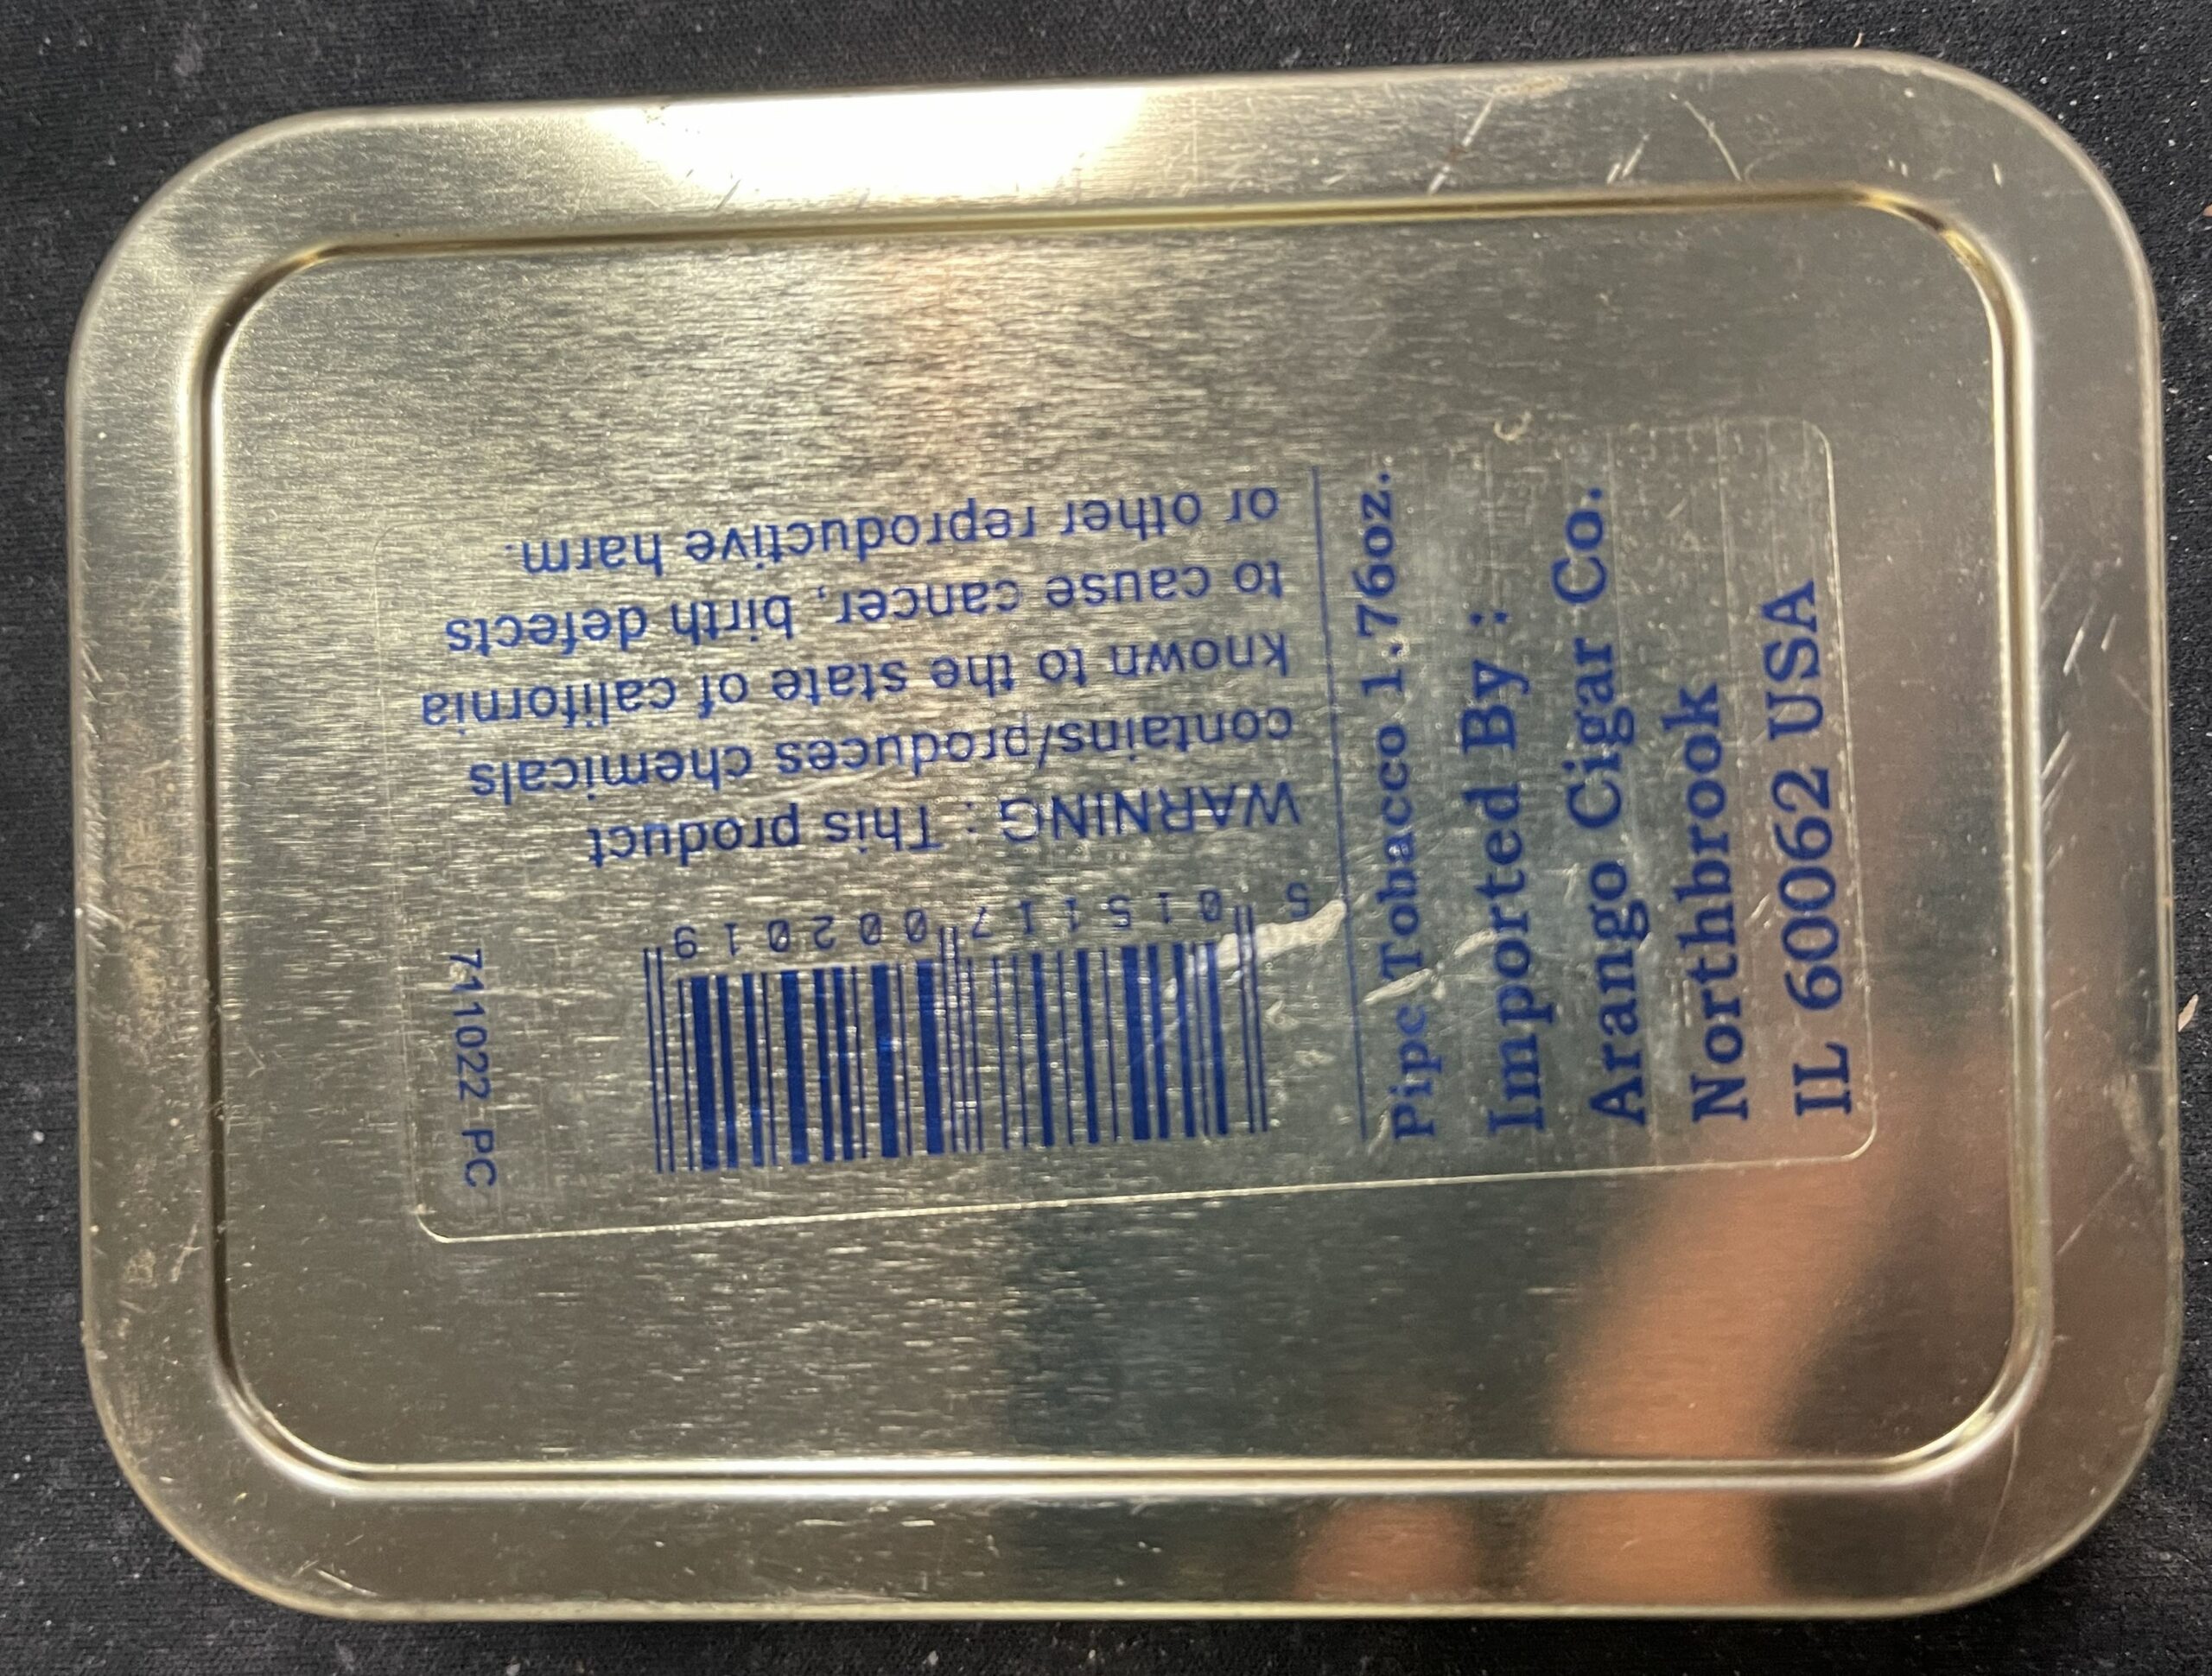 WARNING : This product
contains/produces chemicals
known to the state of california
to cause cancer, birth defects
or other reproductive harm.
5 015117 002019
711022 PC
Pipe Tobacco 1.76oz.
Imported By :
Arango Cigar Co.
Northbrook
IL 60062 USA